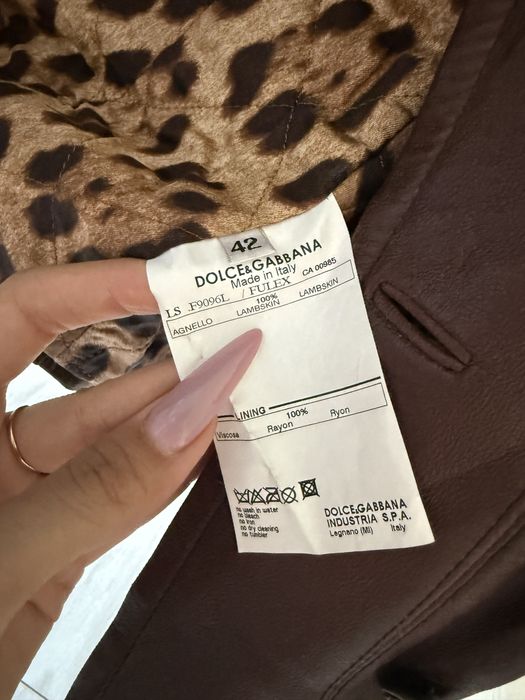 42
DOLCE&GABBANA
Made in Italy
LS F9096L / FULEX CA 00985
100%
AGNELLO LAMBSKIN LAMBSKIN
LINING
100%
Viscosa Rayon Ryon
no wash in water
no bleach
no iron
no dry cleaning
no tumbler
DOLCE&GABBANA
INDUSTRIA S.P.A.
Legnano (MI) Italy